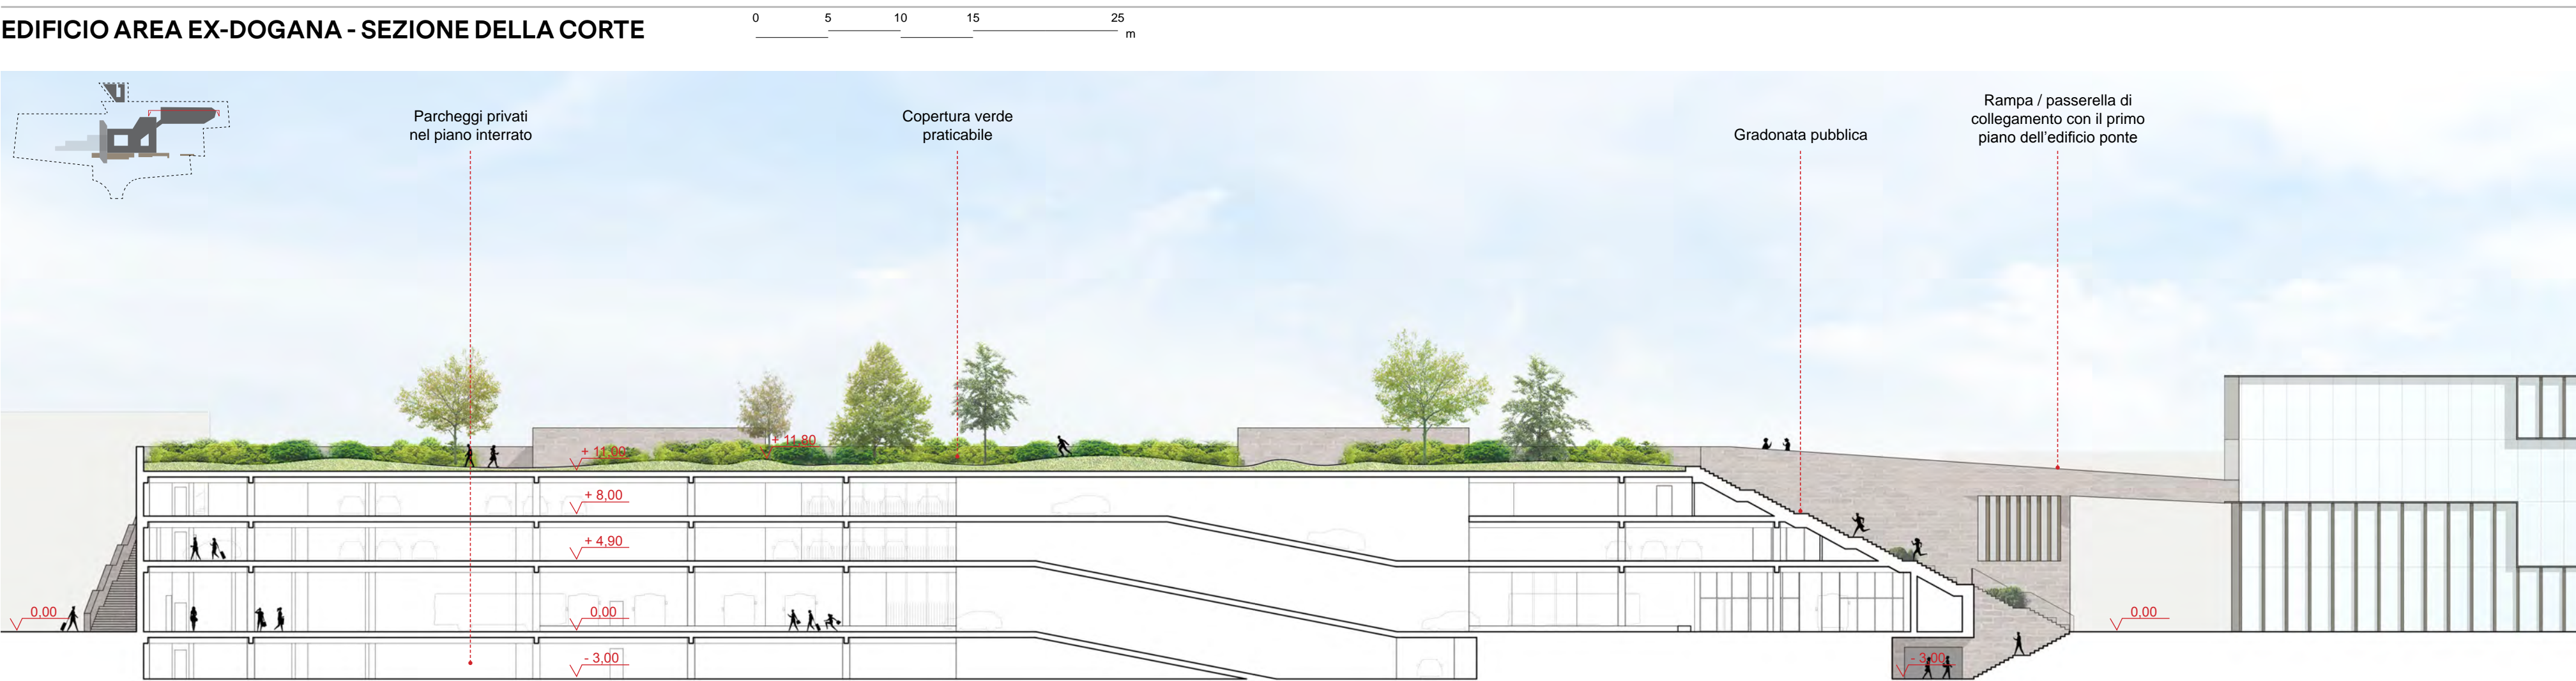 EDIFICIO AREA EX-DOGANA - SEZIONE DELLA CORTE
0 5 10 15 25
m
Parcheggi privati
nel piano interrato
Copertura verde
praticabile
Gradonata pubblica
Rampa / passerella di
collegamento con il primo
piano dell'edificio ponte
+ 11,80
+ 11,00
+ 8,00
+ 4,90
0,00
0,00
0,00
- 3,00
- 3,00